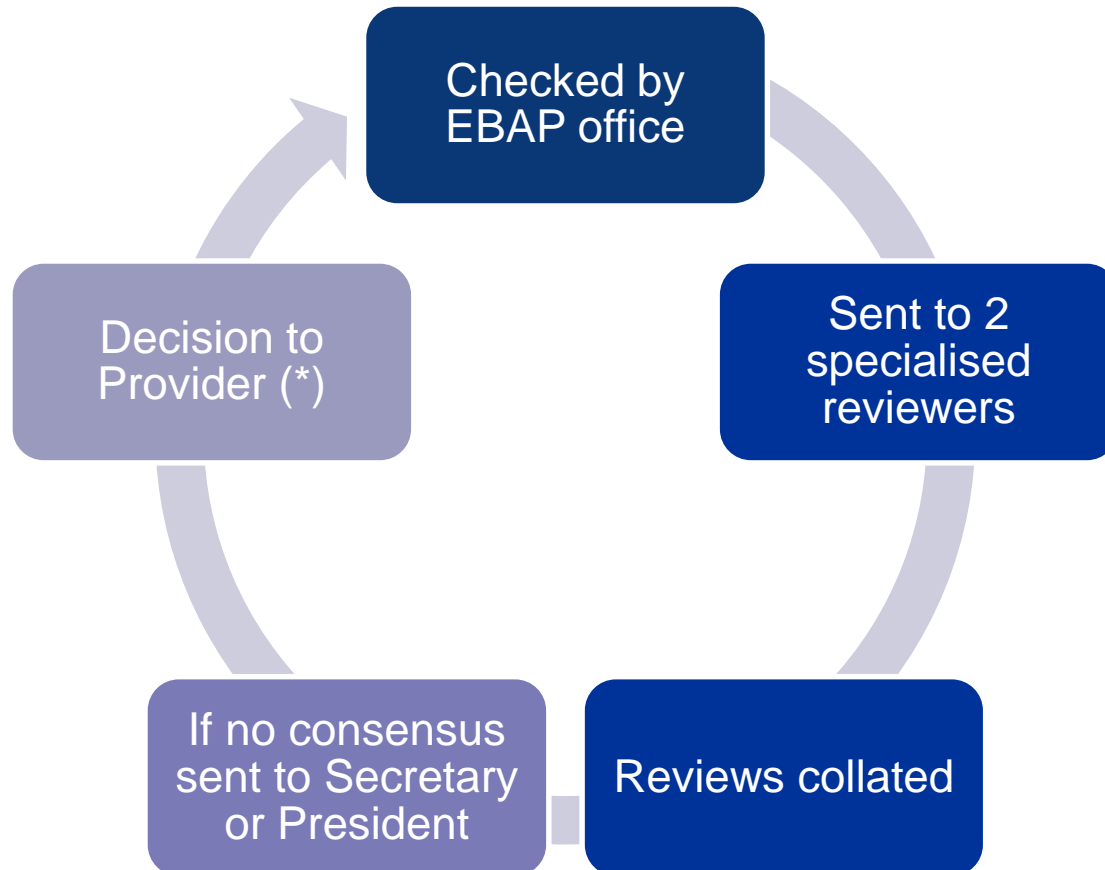 Checked by
EBAP office
Sent to 2
specialised
reviewers
Reviews collated
If no consensus
sent to Secretary
or President
Decision to
Provider (*)